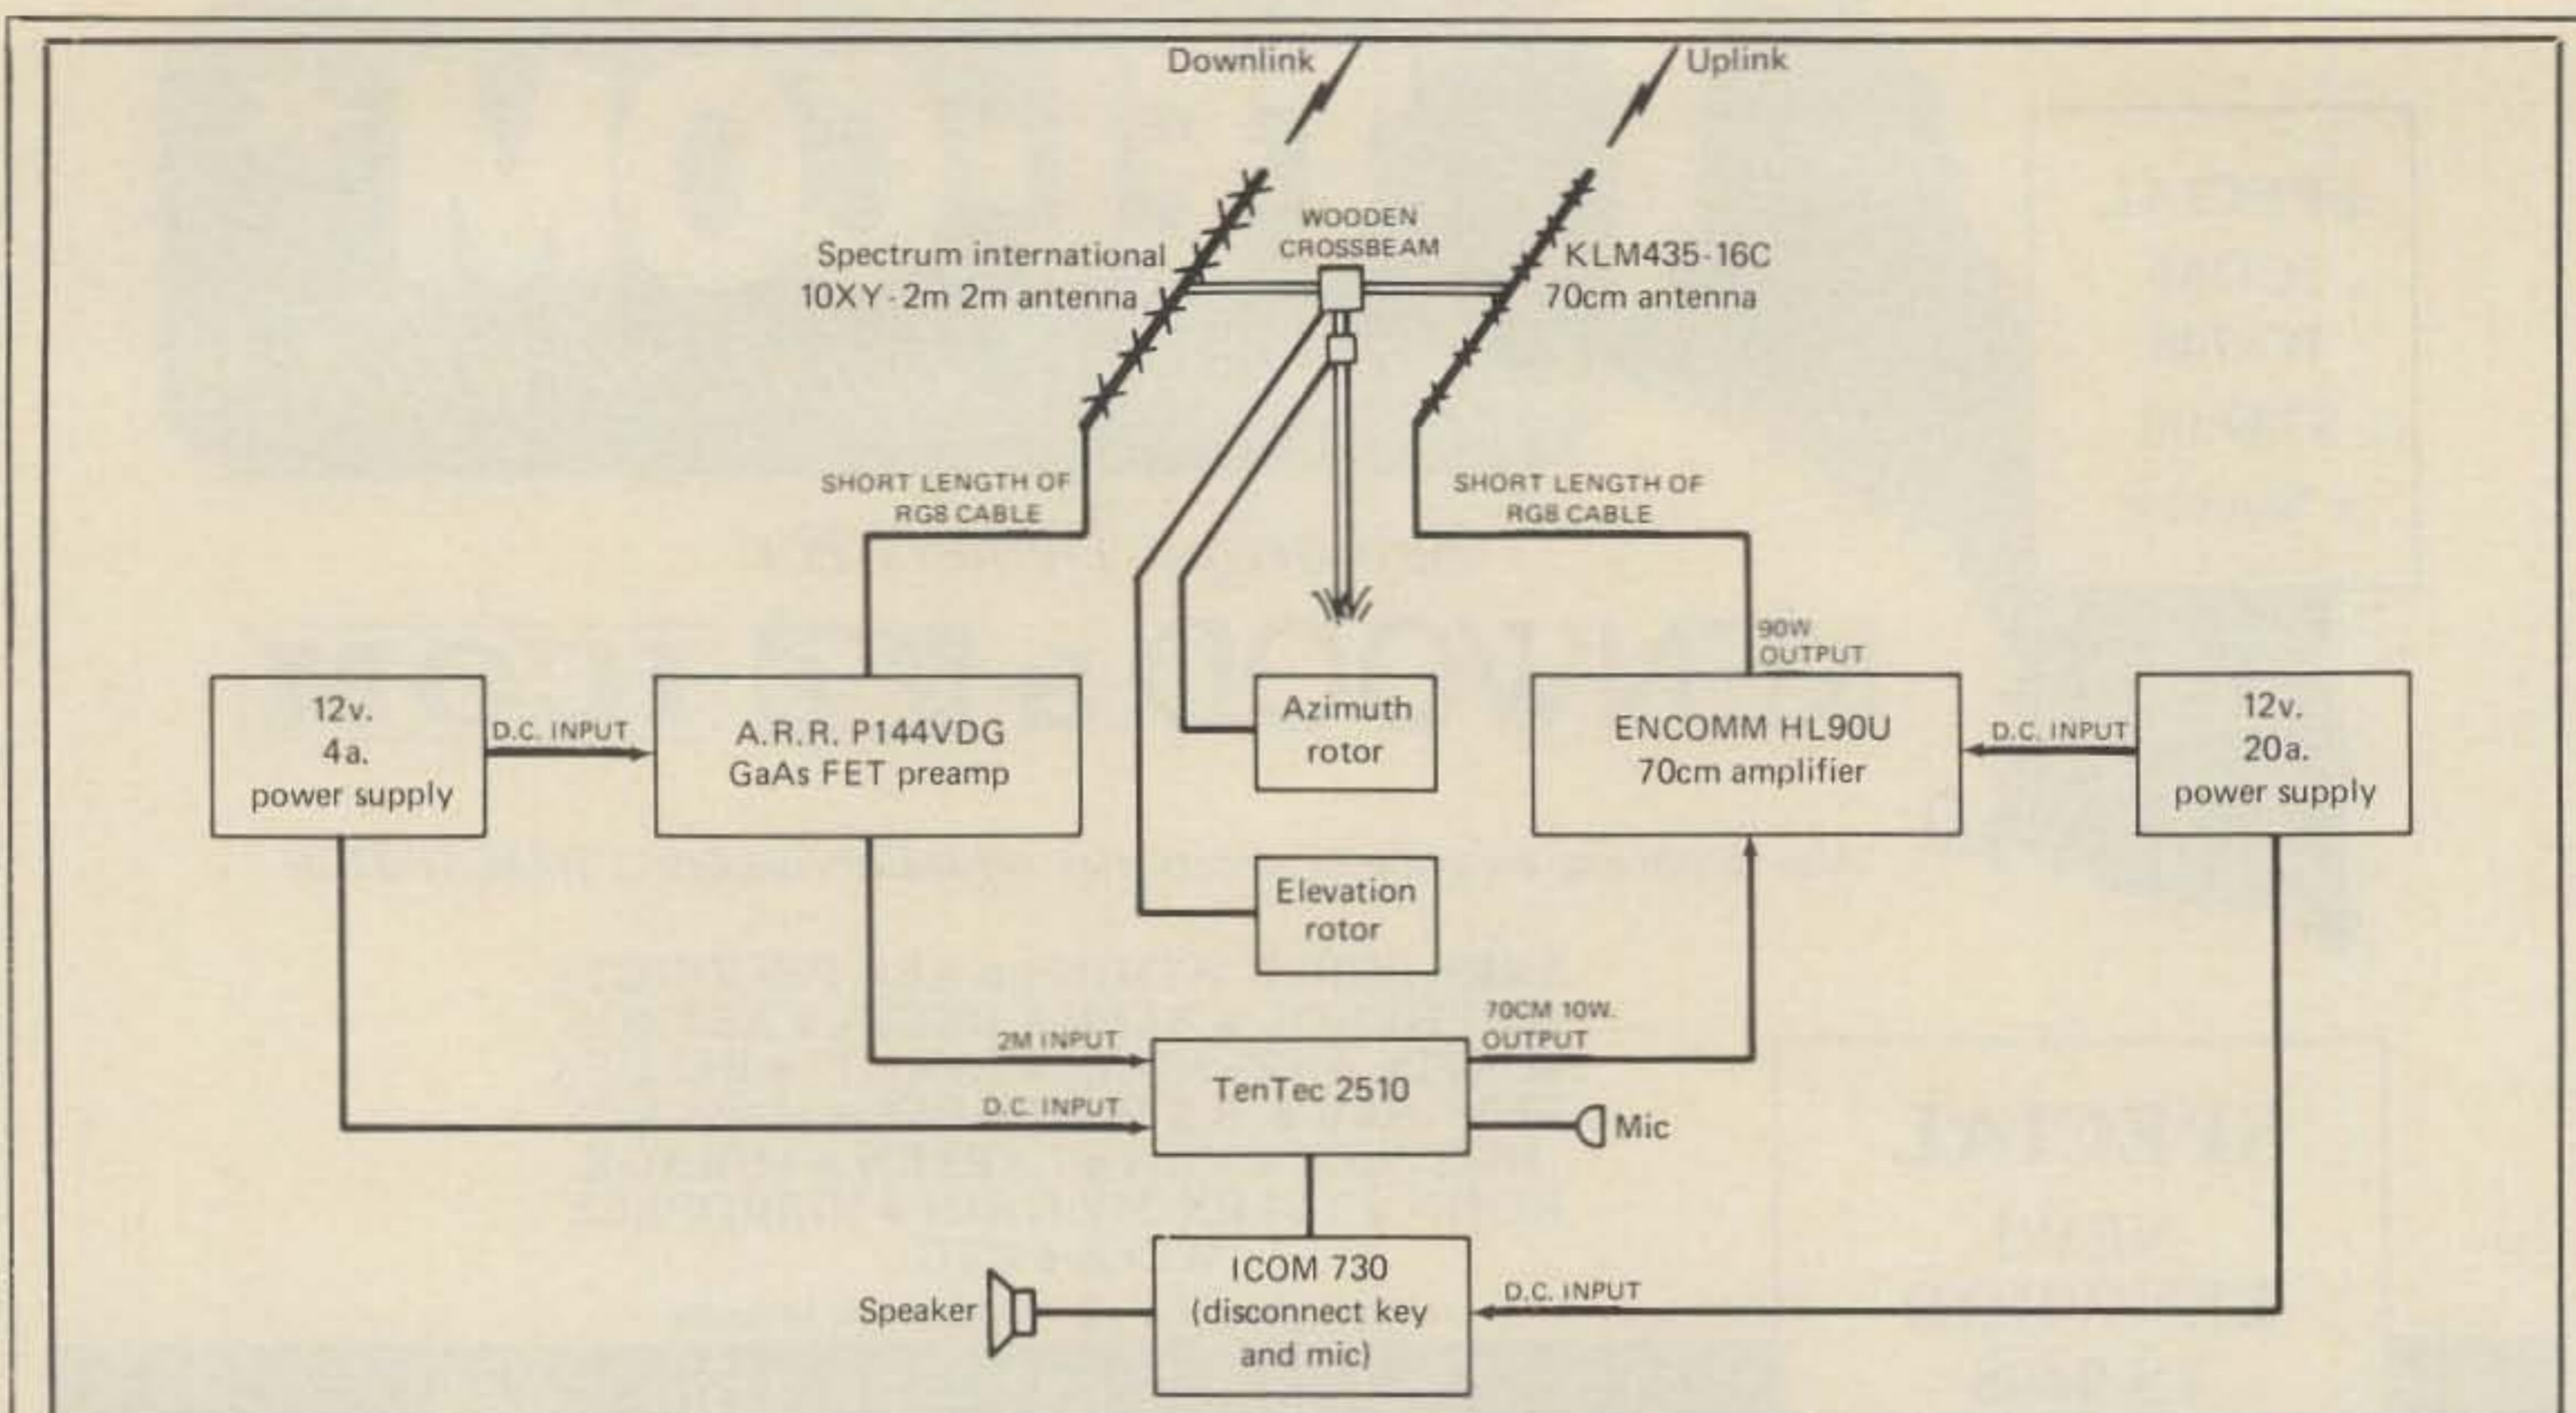 Downlink
Uplink
WOODEN
CROSSBEAM
Spectrum international
10XY-2m 2m antenna
KLM435-16C
70cm antenna
SHORT LENGTH OF
RG8 CABLE
SHORT LENGTH OF
RG8 CABLE
90W
OUTPUT
12v.
4a.
power supply
D.C. INPUT
A.R.R. P144VDG
GaAs FET preamp
Azimuth
rotor
ENCOMM HL90U
70cm amplifier
D.C. INPUT
12v.
20a.
power supply
Elevation
rotor
2M INPUT
D.C. INPUT
TenTec 2510
70CM 10W.
OUTPUT
Mic
Speaker
ICOM 730
(disconnect key
and mic)
D.C. INPUT